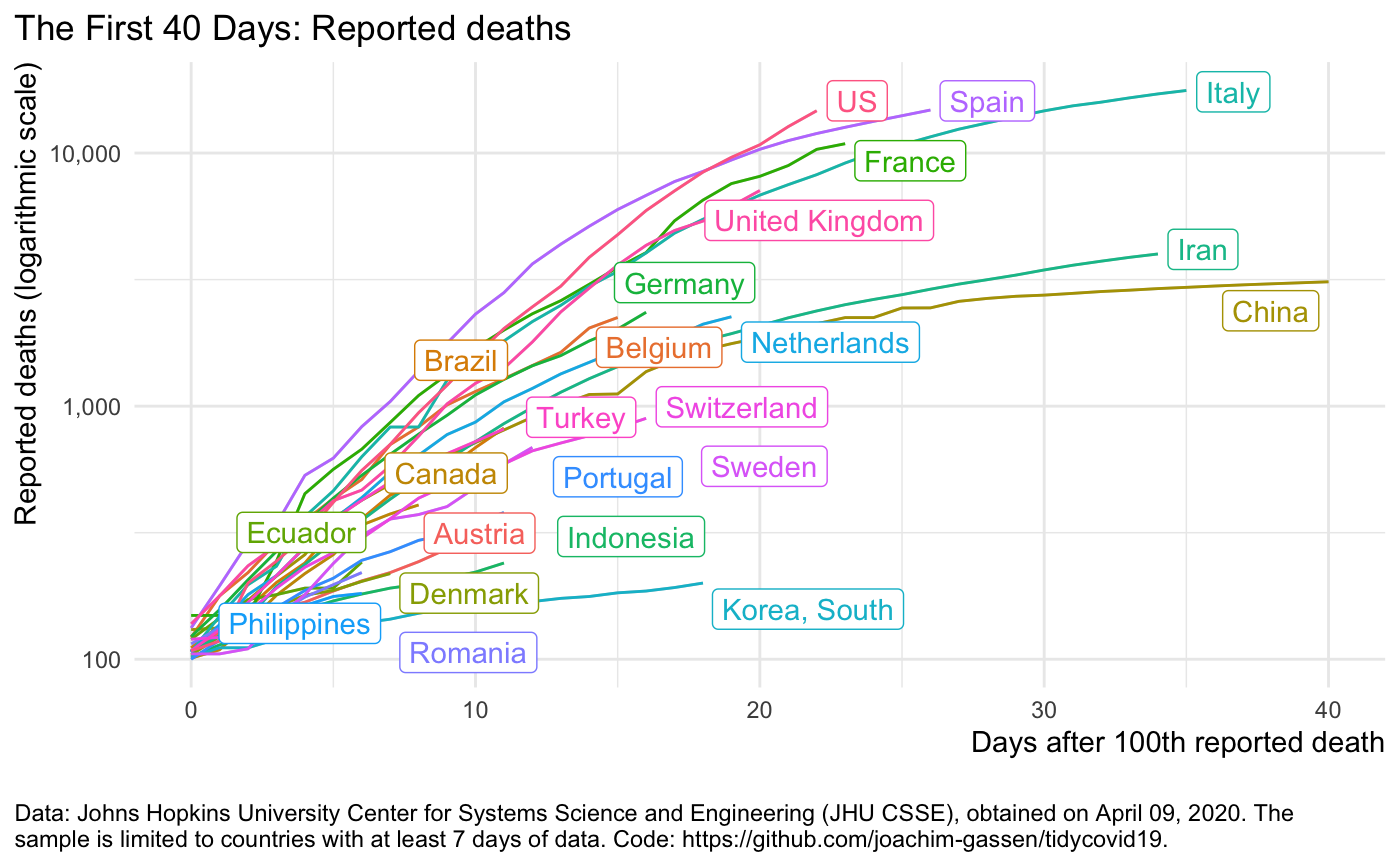 The First 40 Days: Reported deaths
Reported deaths (logarithmic scale)
10,000
1,000
100
US
Spain
Italy
France
United Kingdom
Iran
Germany
China
Brazil
Belgium
Netherlands
Turkey
Switzerland
Canada
Portugal
Sweden
Ecuador
Austria
Indonesia
Denmark
Korea, South
Philippines
Romania
0
10
20
30
40
Days after 100th reported death
Data: Johns Hopkins University Center for Systems Science and Engineering (JHU CSSE), obtained on April 09, 2020. The
sample is limited to countries with at least 7 days of data. Code: https://github.com/joachim-gassen/tidycovid19.